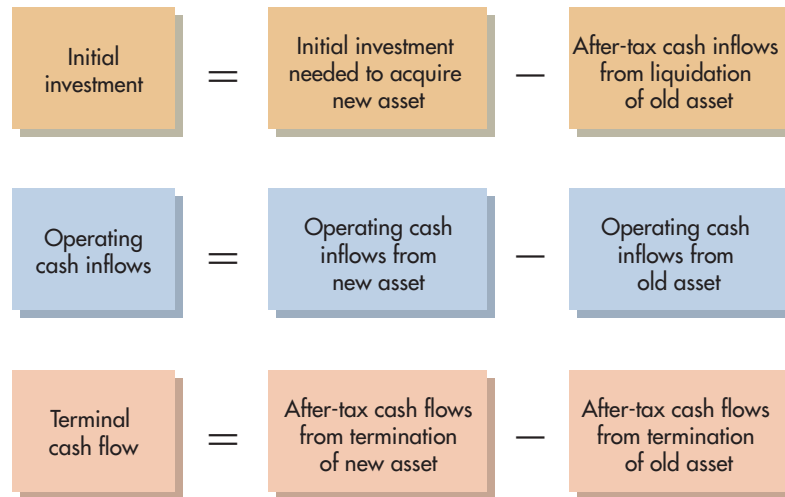 Initial
investment
=
Initial investment
needed to acquire
new asset
−
After-tax cash inflows
from liquidation
of old asset
Operating
cash inflows
=
Operating cash
inflows from
new asset
−
Operating cash
inflows from
old asset
Terminal
cash flow
=
After-tax cash flows
from termination
of new asset
−
After-tax cash flows
from termination
of old asset